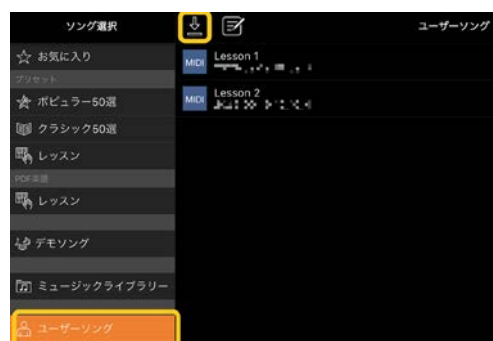 ソング選択
ユーザーソング
お気に入り
プリセット
ポピュラー50選
クラシック50選
レッスン
PDF楽譜
レッスン
デモソング
ミュージックライブラリー
ユーザーソング
MIDI Lesson 1
MIDI Lesson 2